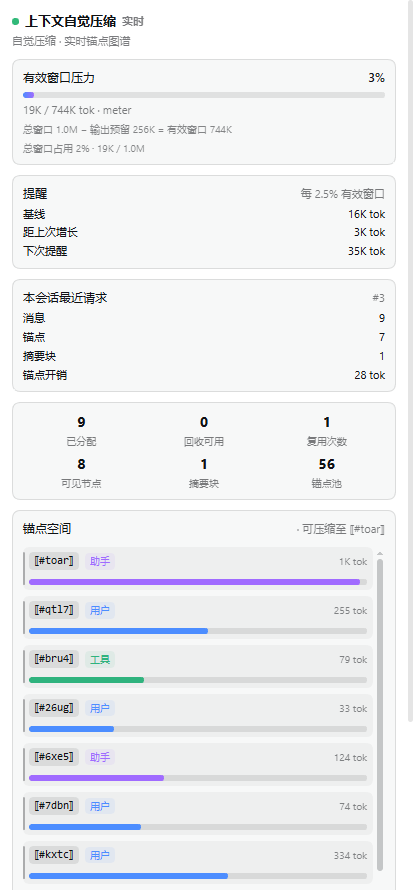 上下文自觉压缩 实时
自觉压缩 · 实时锚点图谱
有效窗口压力 3%
19K / 744K tok · meter
总窗口 1.0M − 输出预留 256K = 有效窗口 744K
总窗口占用 2% · 19K / 1.0M
提醒 每 2.5% 有效窗口
基线 16K tok
距上次增长 3K tok
下次提醒 35K tok
本会话最近请求 #3
消息 9
锚点 7
摘要块 1
锚点开销 28 tok
9 0 1
已分配 回收可用 复用次数
8 1 56
可见节点 摘要块 锚点池
锚点空间 · 可压缩至 〚#toar〛
〚#toar〛 助手 1K tok
〚#qtl7〛 用户 255 tok
〚#bru4〛 工具 79 tok
〚#26ug〛 用户 33 tok
〚#6xe5〛 助手 124 tok
〚#7dbn〛 用户 74 tok
〚#kxtc〛 用户 334 tok